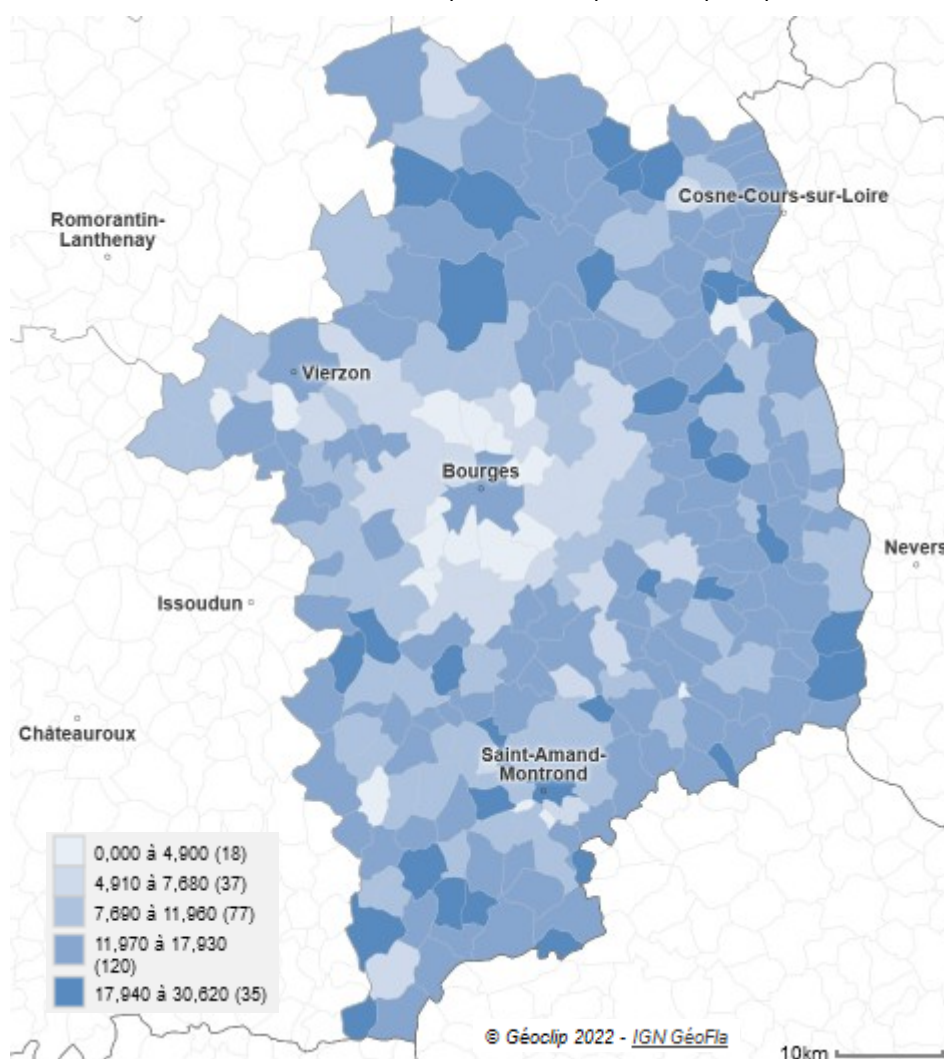 Cosne-Cours-sur-Loire
Romorantin-
Lanthenay
Vierzon
Bourges
Nevers
Issoudun
Châteauroux
Saint-Amand-
Montrond
0,000 à 4,900 (18)
4,910 à 7,680 (37)
7,690 à 11,960 (77)
11,970 à 17,930
(120)
17,940 à 30,620 (35)
© Géoclip 2022 - IGN GéoFla
10km